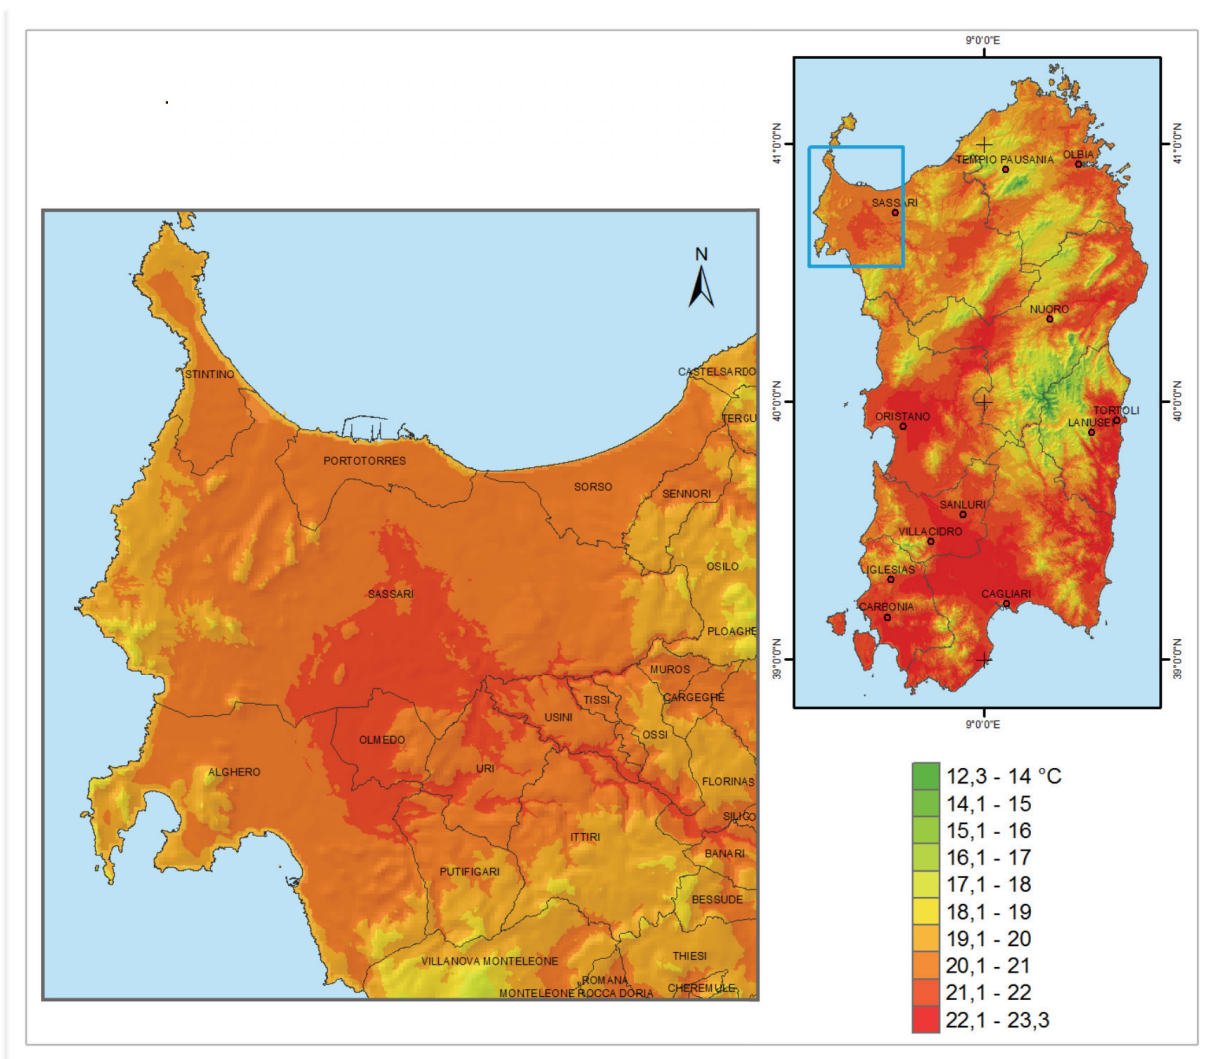 9°0'0"E
41°0'0"N
41°0'0"N
TEMPIO PAUSANIA
OLBIA
SASSARI
NUORO
40°0'0"N
40°0'0"N
ORISTANO
TORTOLI
LANUSEI
SANLURI
VILLACIDRO
IGLESIAS
CAGLIARI
CARBONIA
39°0'0"N
39°0'0"N
9°0'0"E
N
STINTINO
CASTELSARDO
TERGU
PORTOTORRES
SORSO
SENNORI
OSILO
SASSARI
PLOAGHE
MUROS
TISSI
CARGEGHE
USINI
OSSI
OLMEDO
URI
ALGHERO
FLORINAS
SILIGO
ITTIRI
BANARI
PUTIFIGARI
BESSUDE
VILLANOVA MONTELEONE
THIESI
ROMANA
CHEREMULE
MONTELEONE ROCCA DORIA
12,3 - 14 °C
14,1 - 15
15,1 - 16
16,1 - 17
17,1 - 18
18,1 - 19
19,1 - 20
20,1 - 21
21,1 - 22
22,1 - 23,3